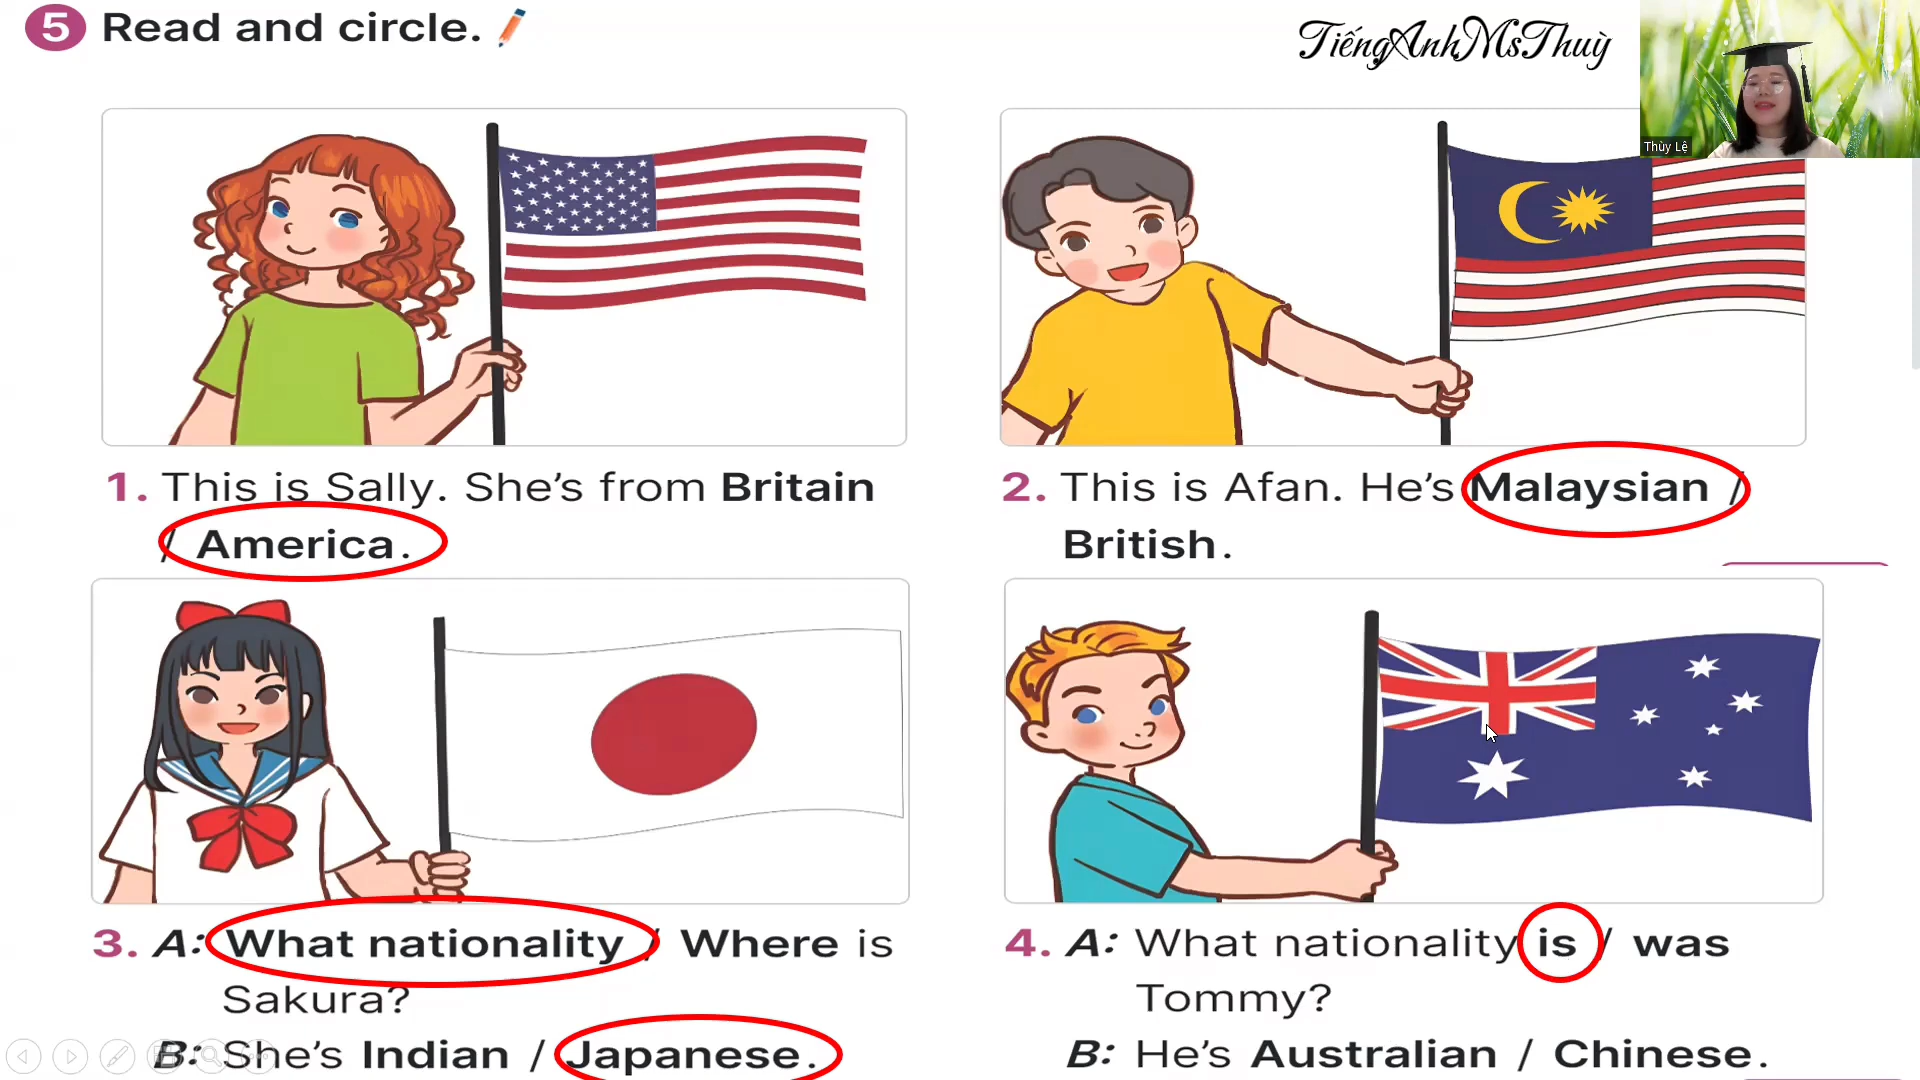 5 Read and circle.
TiếngAnhMsThuỳ
Thùy Lệ
1. This is Sally. She's from Britain
/ America.
2. This is Afan. He's Malaysian /
British.
3. A: What nationality / Where is
Sakura?
B: She's Indian / Japanese.
4. A: What nationality is / was
Tommy?
B: He's Australian / Chinese.